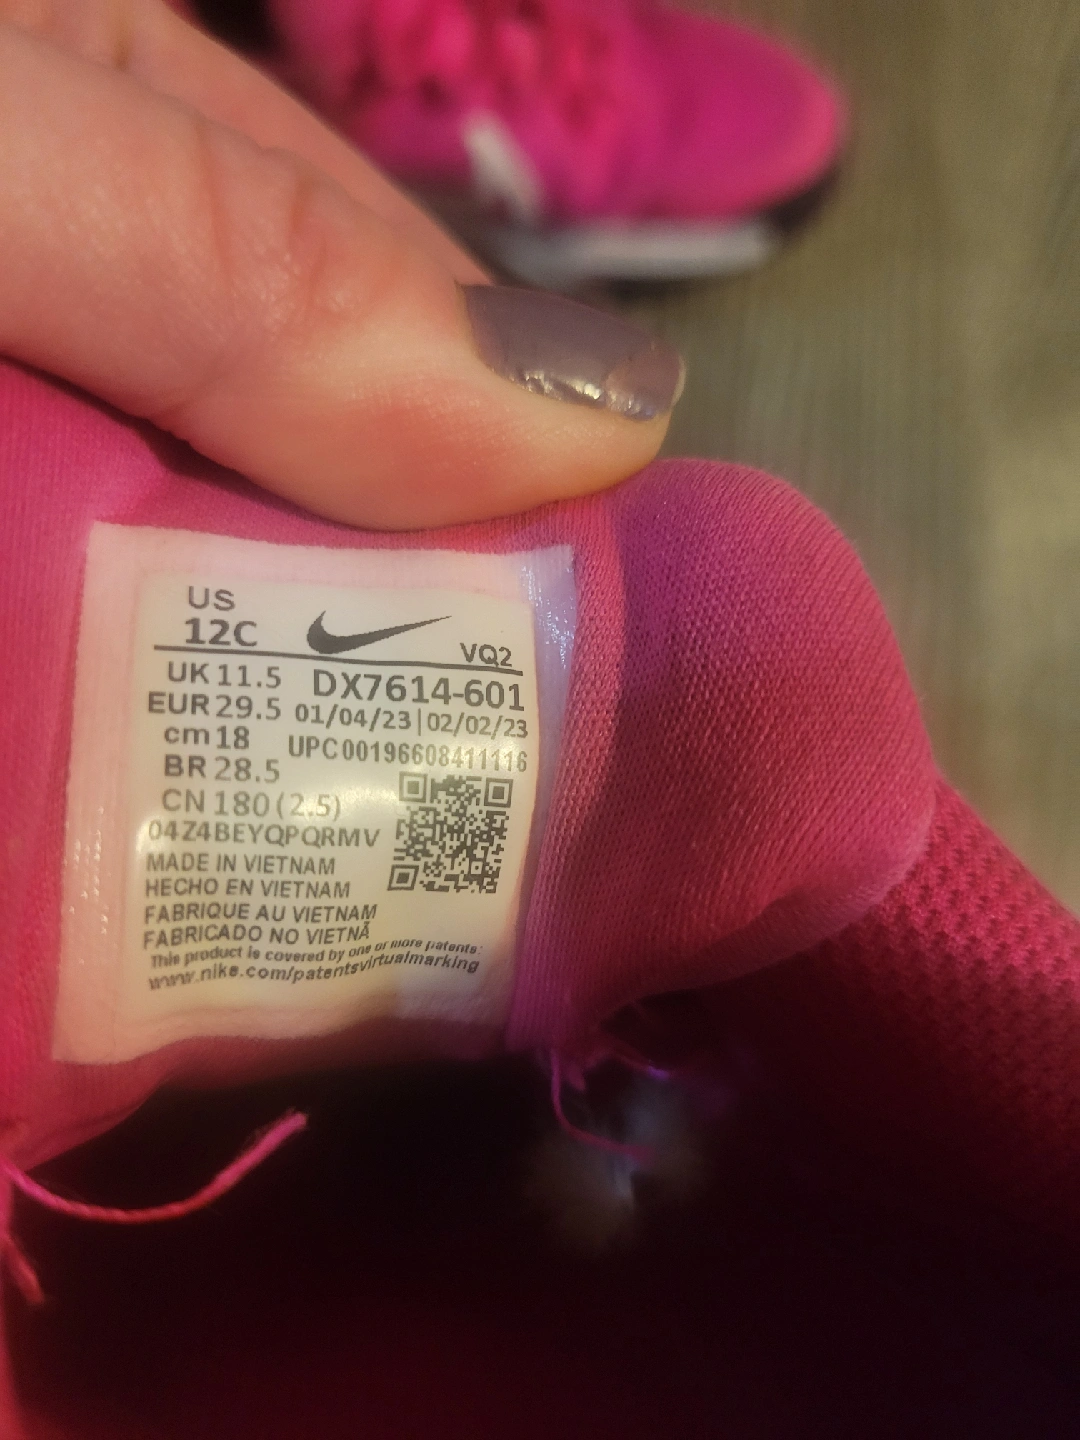 US
12C
VQ2
UK 11.5
DX7614-601
EUR 29.5
01/04/23|02/02/23
cm 18
UPC00196608411116
BR 28.5
CN 180 (2.5)
04Z4BEYQPQRMV
MADE IN VIETNAM
HECHO EN VIETNAM
FABRIQUE AU VIETNAM
FABRICADO NO VIETNÃ
This product is covered by one or more patents:
www.nike.com/patentsvirtualmarking